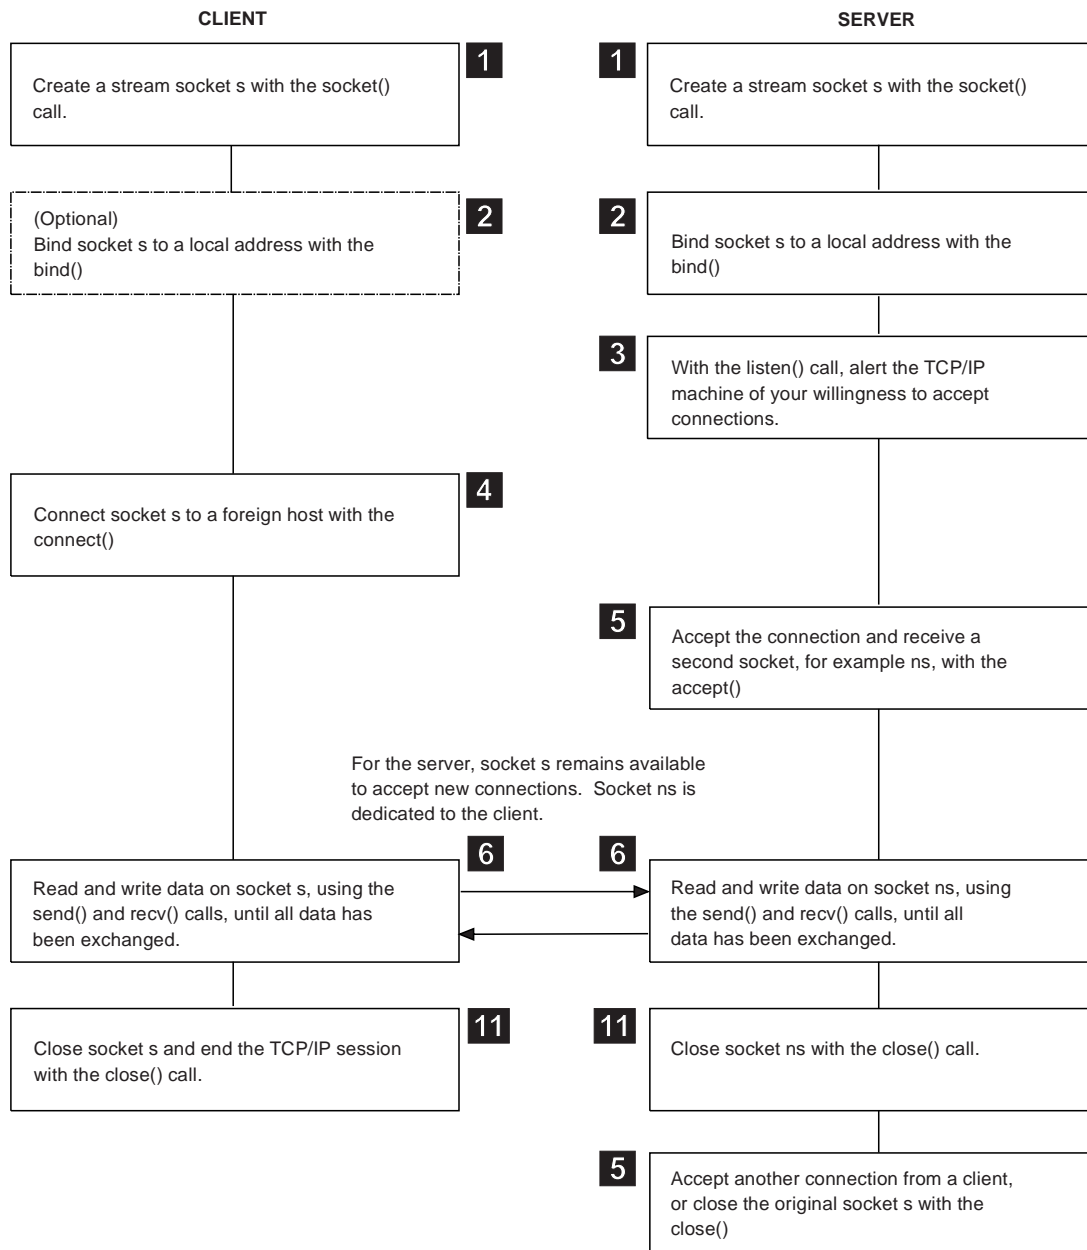 CLIENT
SERVER
1
Create a stream socket s with the socket()
call.
1
Create a stream socket s with the socket()
call.
2
(Optional)
Bind socket s to a local address with the
bind()
2
Bind socket s to a local address with the
bind()
3
With the listen() call, alert the TCP/IP
machine of your willingness to accept
connections.
4
Connect socket s to a foreign host with the
connect()
5
Accept the connection and receive a
second socket, for example ns, with the
accept()
For the server, socket s remains available
to accept new connections. Socket ns is
dedicated to the client.
6
Read and write data on socket s, using the
send() and recv() calls, until all data has
been exchanged.
6
Read and write data on socket ns, using
the send() and recv() calls, until all
data has been exchanged.
11
Close socket s and end the TCP/IP session
with the close() call.
11
Close socket ns with the close() call.
5
Accept another connection from a client,
or close the original socket s with the
close()